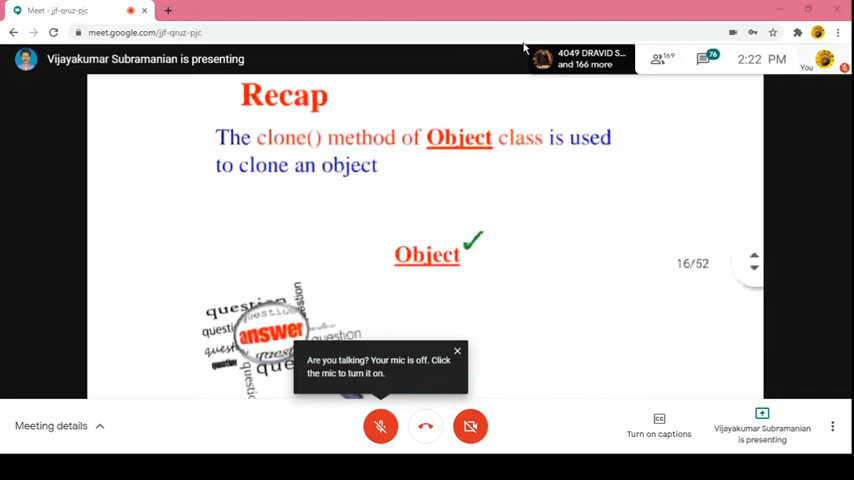 Meet - jjf-qruz-pjc
meet.google.com/jjf-qruz-pjc
Vijayakumar Subramanian is presenting
4049 DRAVID S...
and 166 more
169
76
2:22 PM
You
Recap
The clone() method of Object class is used
to clone an object
Object
16/52
question
question
question
question
answer
question
question
Are you talking? Your mic is off. Click
the mic to turn it on.
Meeting details
Turn on captions
Vijayakumar Subramanian
is presenting